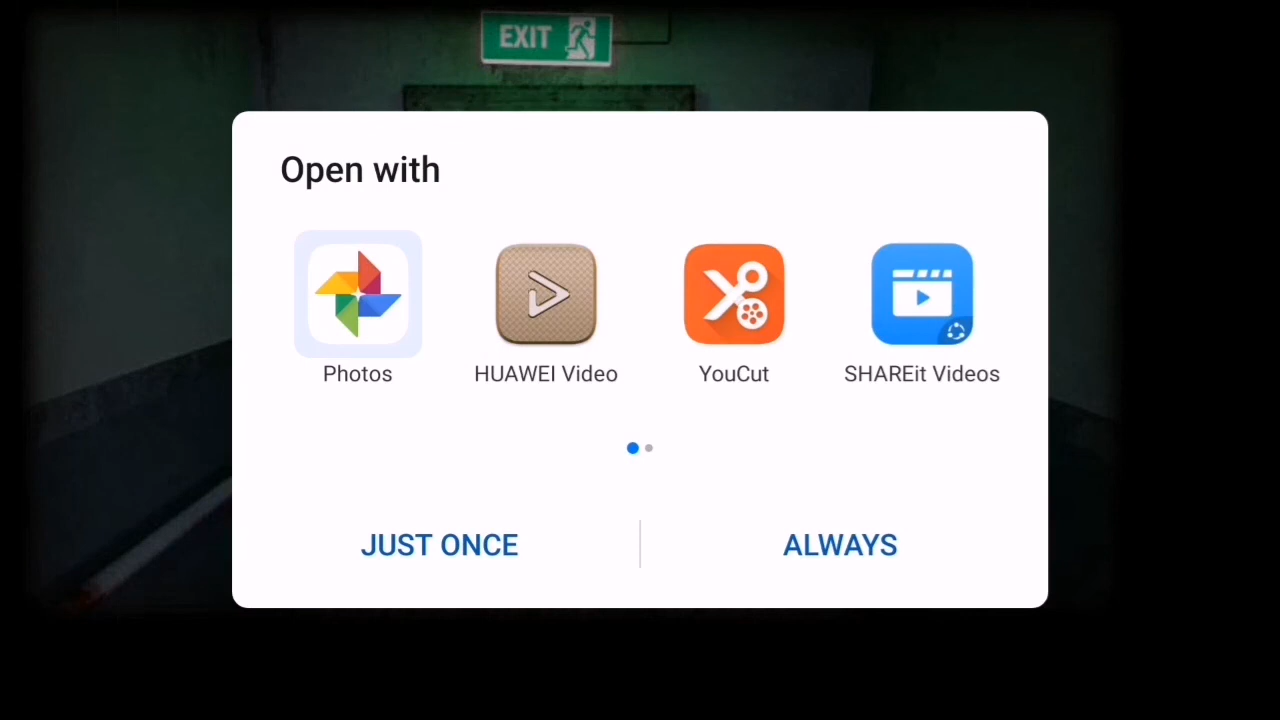 EXIT
Open with
Photos
HUAWEI Video
YouCut
SHAREit Videos
JUST ONCE
ALWAYS